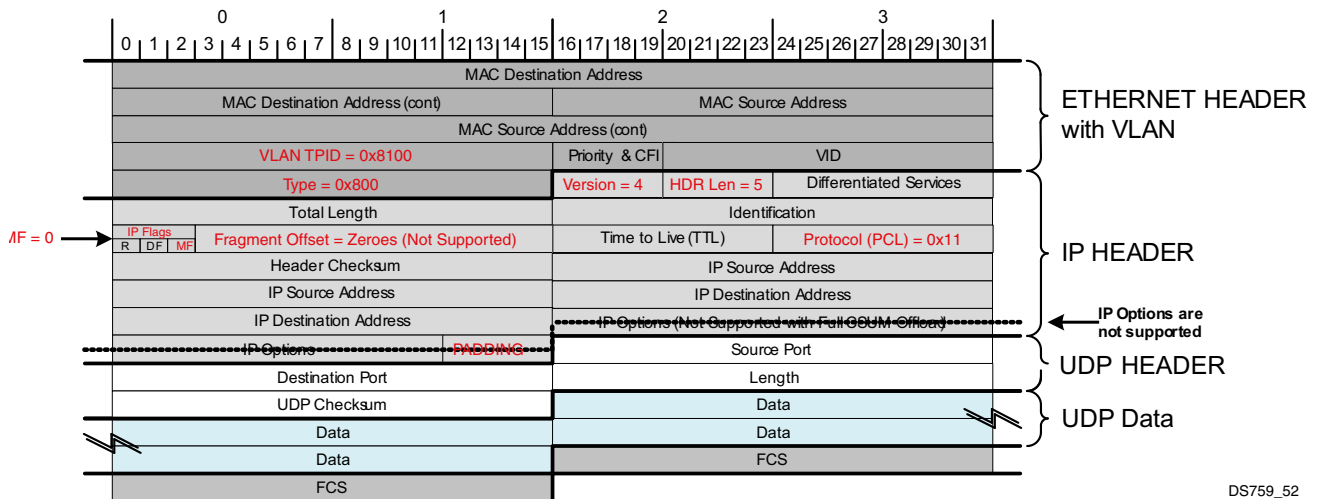 0 1 2 3
0 1 2 3 4 5 6 7 8 9 10 11 12 13 14 15 16 17 18 19 20 21 22 23 24 25 26 27 28 29 30 31
MAC Destination Address
MAC Destination Address (cont) MAC Source Address
MAC Source Address (cont)
VLAN TPID = 0x8100 Priority & CFI VID
ETHERNET HEADER
with VLAN
Type = 0x800 Version = 4 HDR Len = 5 Differentiated Services
Total Length Identification
MF = 0
IP Flags
R DF MF Fragment Offset = Zeroes (Not Supported) Time to Live (TTL) Protocol (PCL) = 0x11
Header Checksum IP Source Address
IP HEADER
IP Source Address IP Destination Address
IP Destination Address IP Options (Not Supported with Full CSUM Offload)
IP Options are
not supported
IP Options PADDING Source Port
Destination Port Length
UDP HEADER
UDP Checksum Data
Data Data
UDP Data
Data FCS
FCS
DS759_52